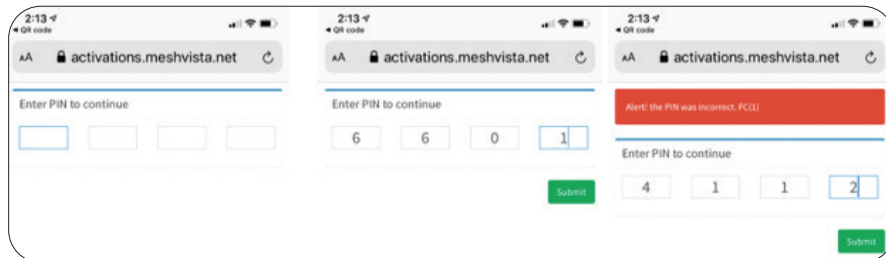 2:13
QR code
AA activations.meshvista.net
Enter PIN to continue
2:13
QR code
AA activations.meshvista.net
Enter PIN to continue
6 6 0 1
Submit
2:13
QR code
AA activations.meshvista.net
Alert! the PIN was incorrect. FC(1)
Enter PIN to continue
4 1 1 2
Submit